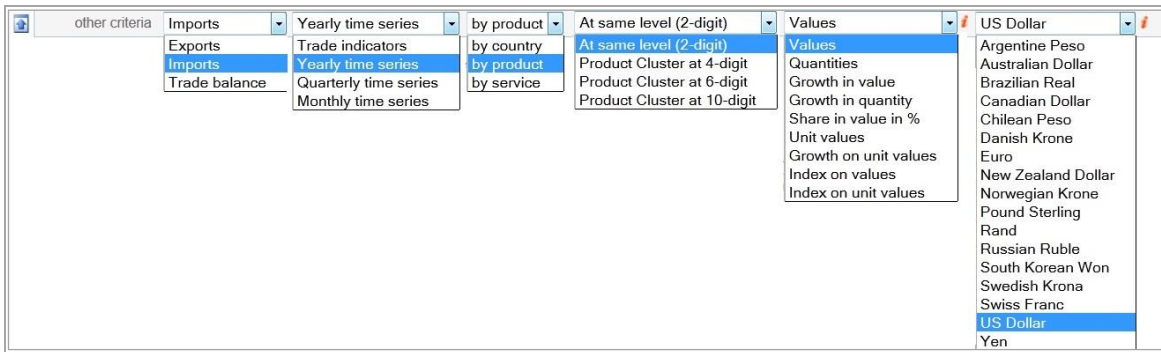 other criteria Imports Yearly time series by product At same level (2-digit) Values i US Dollar i
Exports
Imports
Trade balance
Trade indicators
Yearly time series
Quarterly time series
Monthly time series
by country
by product
by service
At same level (2-digit)
Product Cluster at 4-digit
Product Cluster at 6-digit
Product Cluster at 10-digit
Values
Quantities
Growth in value
Growth in quantity
Share in value in %
Unit values
Growth on unit values
Index on values
Index on unit values
Argentine Peso
Australian Dollar
Brazilian Real
Canadian Dollar
Chilean Peso
Danish Krone
Euro
New Zealand Dollar
Norwegian Krone
Pound Sterling
Rand
Russian Ruble
South Korean Won
Swedish Krona
Swiss Franc
US Dollar
Yen